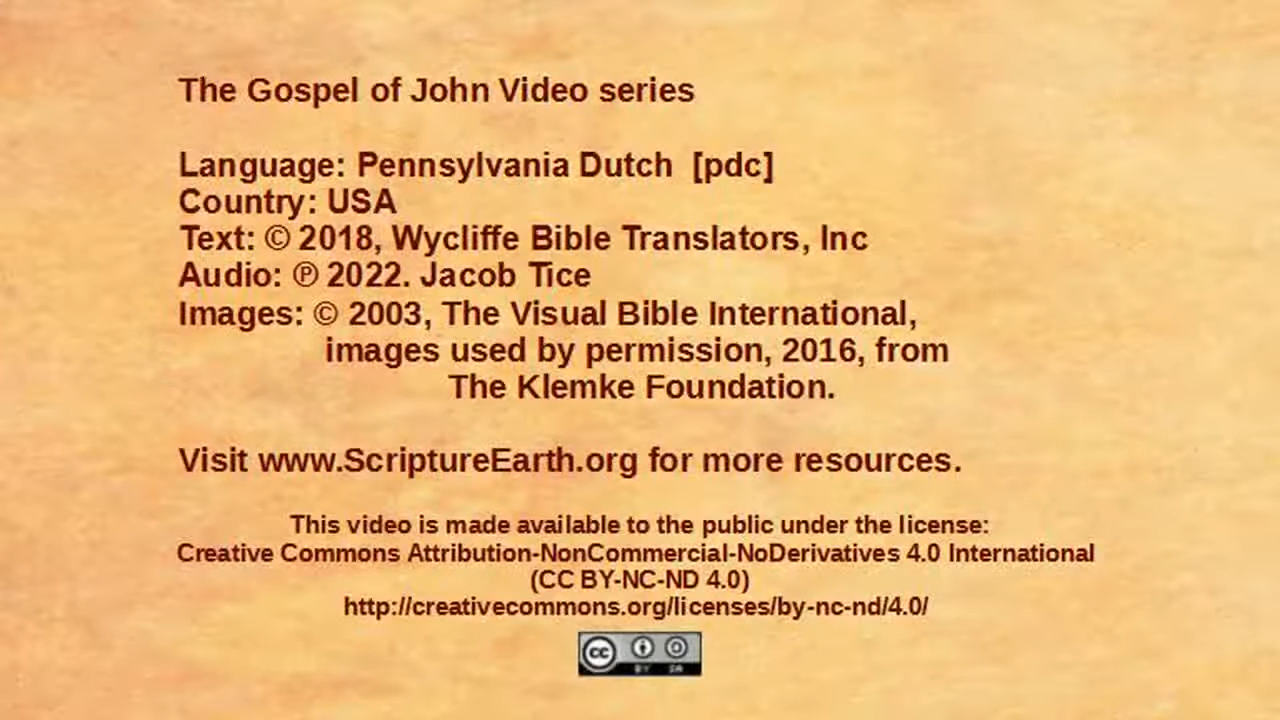 The Gospel of John Video series
Language: Pennsylvania Dutch [pdc]
Country: USA
Text: © 2018, Wycliffe Bible Translators, Inc
Audio: ℗ 2022. Jacob Tice
Images: © 2003, The Visual Bible International,
images used by permission, 2016, from
The Klemke Foundation.
Visit www.ScriptureEarth.org for more resources.
This video is made available to the public under the license:
Creative Commons Attribution-NonCommercial-NoDerivatives 4.0 International
(CC BY-NC-ND 4.0)
http://creativecommons.org/licenses/by-nc-nd/4.0/
cc
BY SA